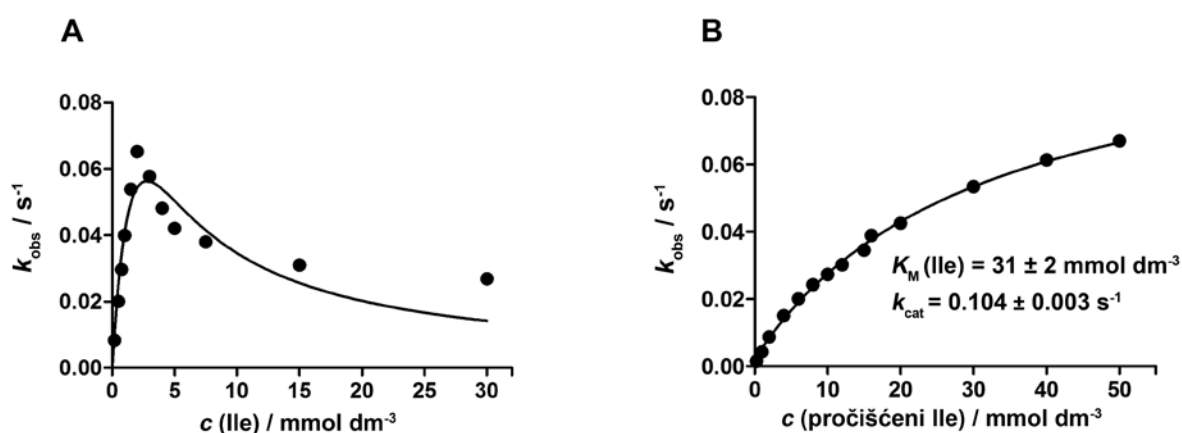 A
k_obs / s⁻¹
0.08
0.06
0.04
0.02
0.00
0 5 10 15 20 25 30
c (Ile) / mmol dm⁻³
B
k_obs / s⁻¹
0.08
0.06
0.04
0.02
0.00
K_M (Ile) = 31 ± 2 mmol dm⁻³
k_cat = 0.104 ± 0.003 s⁻¹
0 10 20 30 40 50
c (pročišćeni Ile) / mmol dm⁻³